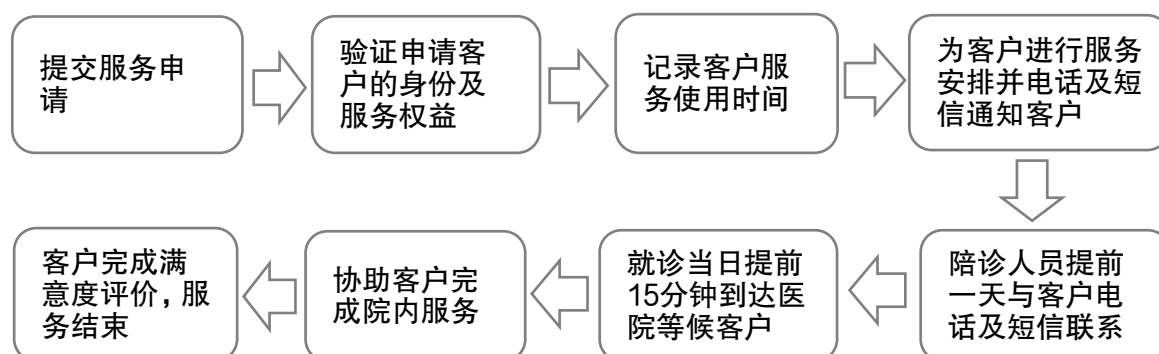 提交服务申
请
验证申请客
户的身份及
服务权益
记录客户服
务使用时间
为客户进行服务
安排并电话及短
信通知客户
陪诊人员提前
一天与客户电
话及短信联系
就诊当日提前
15分钟到达医
院等候客户
协助客户完
成院内服务
客户完成满
意度评价，服
务结束